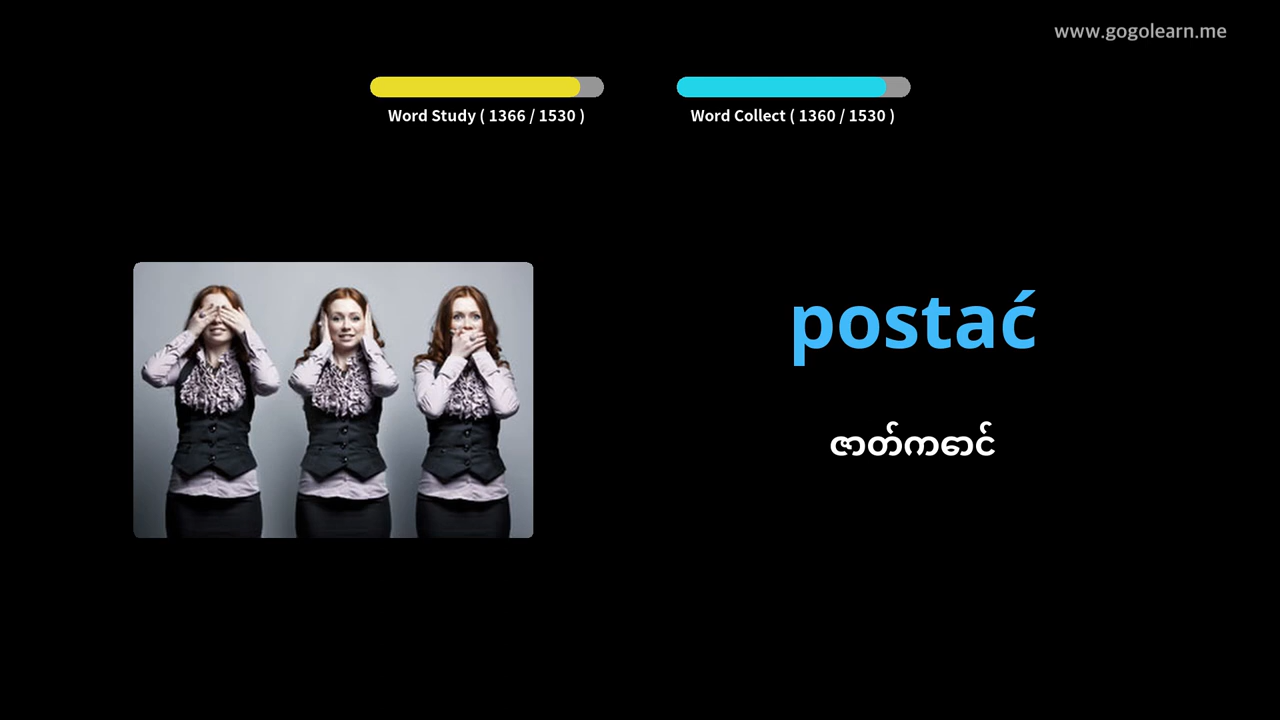 www.gogolearn.me
Word Study ( 1366 / 1530 )
Word Collect ( 1360 / 1530 )
postać
ဇာတ်ကောင်